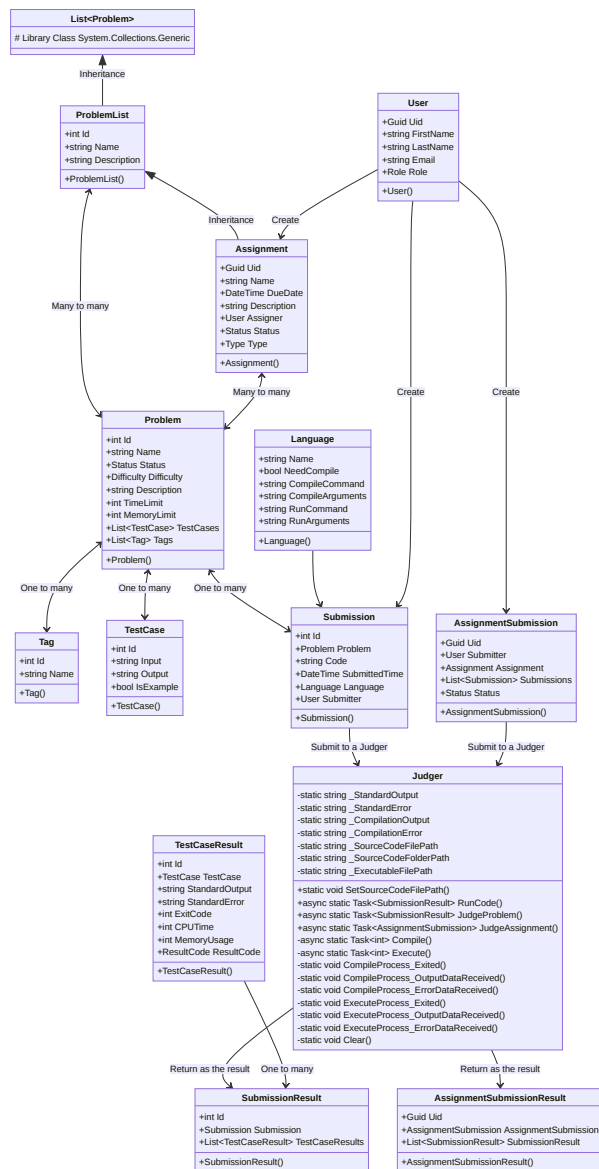 List<Problem>
# Library Class System.Collections.Generic
Inheritance
ProblemList
+int Id
+string Name
+string Description
+ProblemList()
User
+Guid Uid
+string FirstName
+string LastName
+string Email
+Role Role
+User()
Inheritance
Create
Assignment
+Guid Uid
+string Name
+DateTime DueDate
+string Description
+User Assigner
+Status Status
+Type Type
+Assignment()
Many to many
Many to many
Create
Create
Problem
+int Id
+string Name
+Status Status
+Difficulty Difficulty
+string Description
+int TimeLimit
+int MemoryLimit
+List<TestCase> TestCases
+List<Tag> Tags
+Problem()
Language
+string Name
+bool NeedCompile
+string CompileCommand
+string CompileArguments
+string RunCommand
+string RunArguments
+Language()
One to many
One to many
One to many
Tag
+int Id
+string Name
+Tag()
TestCase
+int Id
+string Input
+string Output
+bool IsExample
+TestCase()
Submission
+int Id
+Problem Problem
+string Code
+DateTime SubmittedTime
+Language Language
+User Submitter
+Submission()
AssignmentSubmission
+Guid Uid
+User Submitter
+Assignment Assignment
+List<Submission> Submissions
+Status Status
+AssignmentSubmission()
Submit to a Judger
Submit to a Judger
Judger
-static string _StandardOutput
-static string _StandardError
-static string _CompilationOutput
-static string _CompilationError
-static string _SourceCodeFilePath
-static string _SourceCodeFolderPath
-static string _ExecutableFilePath
+static void SetSourceCodeFilePath()
+async static Task<SubmissionResult> RunCode()
+async static Task<SubmissionResult> JudgeProblem()
+async static Task<AssignmentSubmission> JudgeAssignment()
-async static Task<int> Compile()
-async static Task<int> Execute()
-static void CompileProcess_Exited()
-static void CompileProcess_OutputDataReceived()
-static void CompileProcess_ErrorDataReceived()
-static void ExecuteProcess_Exited()
-static void ExecuteProcess_OutputDataReceived()
-static void ExecuteProcess_ErrorDataReceived()
-static void Clear()
TestCaseResult
+int Id
+TestCase TestCase
+string StandardOutput
+string StandardError
+int ExitCode
+int CPUTime
+int MemoryUsage
+ResultCode ResultCode
+TestCaseResult()
Return as the result
One to many
Return as the result
SubmissionResult
+int Id
+Submission Submission
+List<TestCaseResult> TestCaseResults
+SubmissionResult()
AssignmentSubmissionResult
+Guid Uid
+AssignmentSubmission AssignmentSubmission
+List<SubmissionResult> SubmissionResult
+AssignmentSubmissionResult()